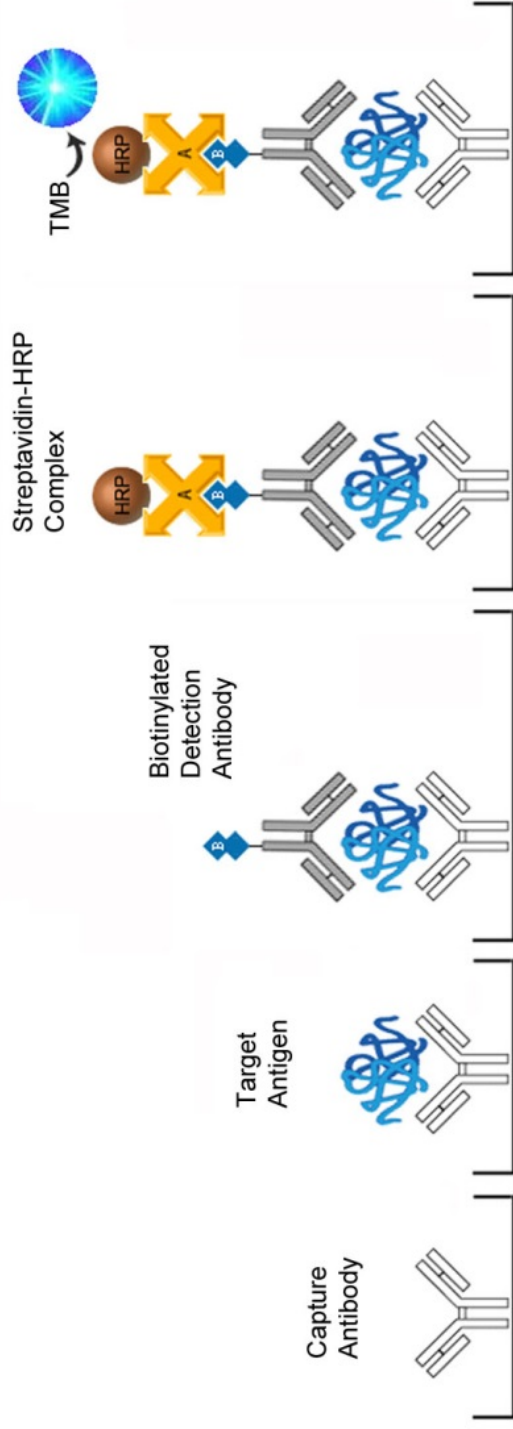 Capture
Antibody
Target
Antigen
Biotinylated
Detection
Antibody
B
Streptavidin-HRP
Complex
HRP
A
B
TMB
HRP
A
B